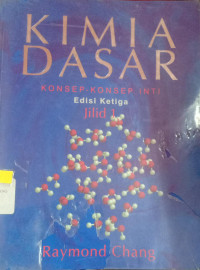 KIMIA
DASAR
KONSEP-KONSEP INTI
Edisi Ketiga
Jilid
Raymond Chang